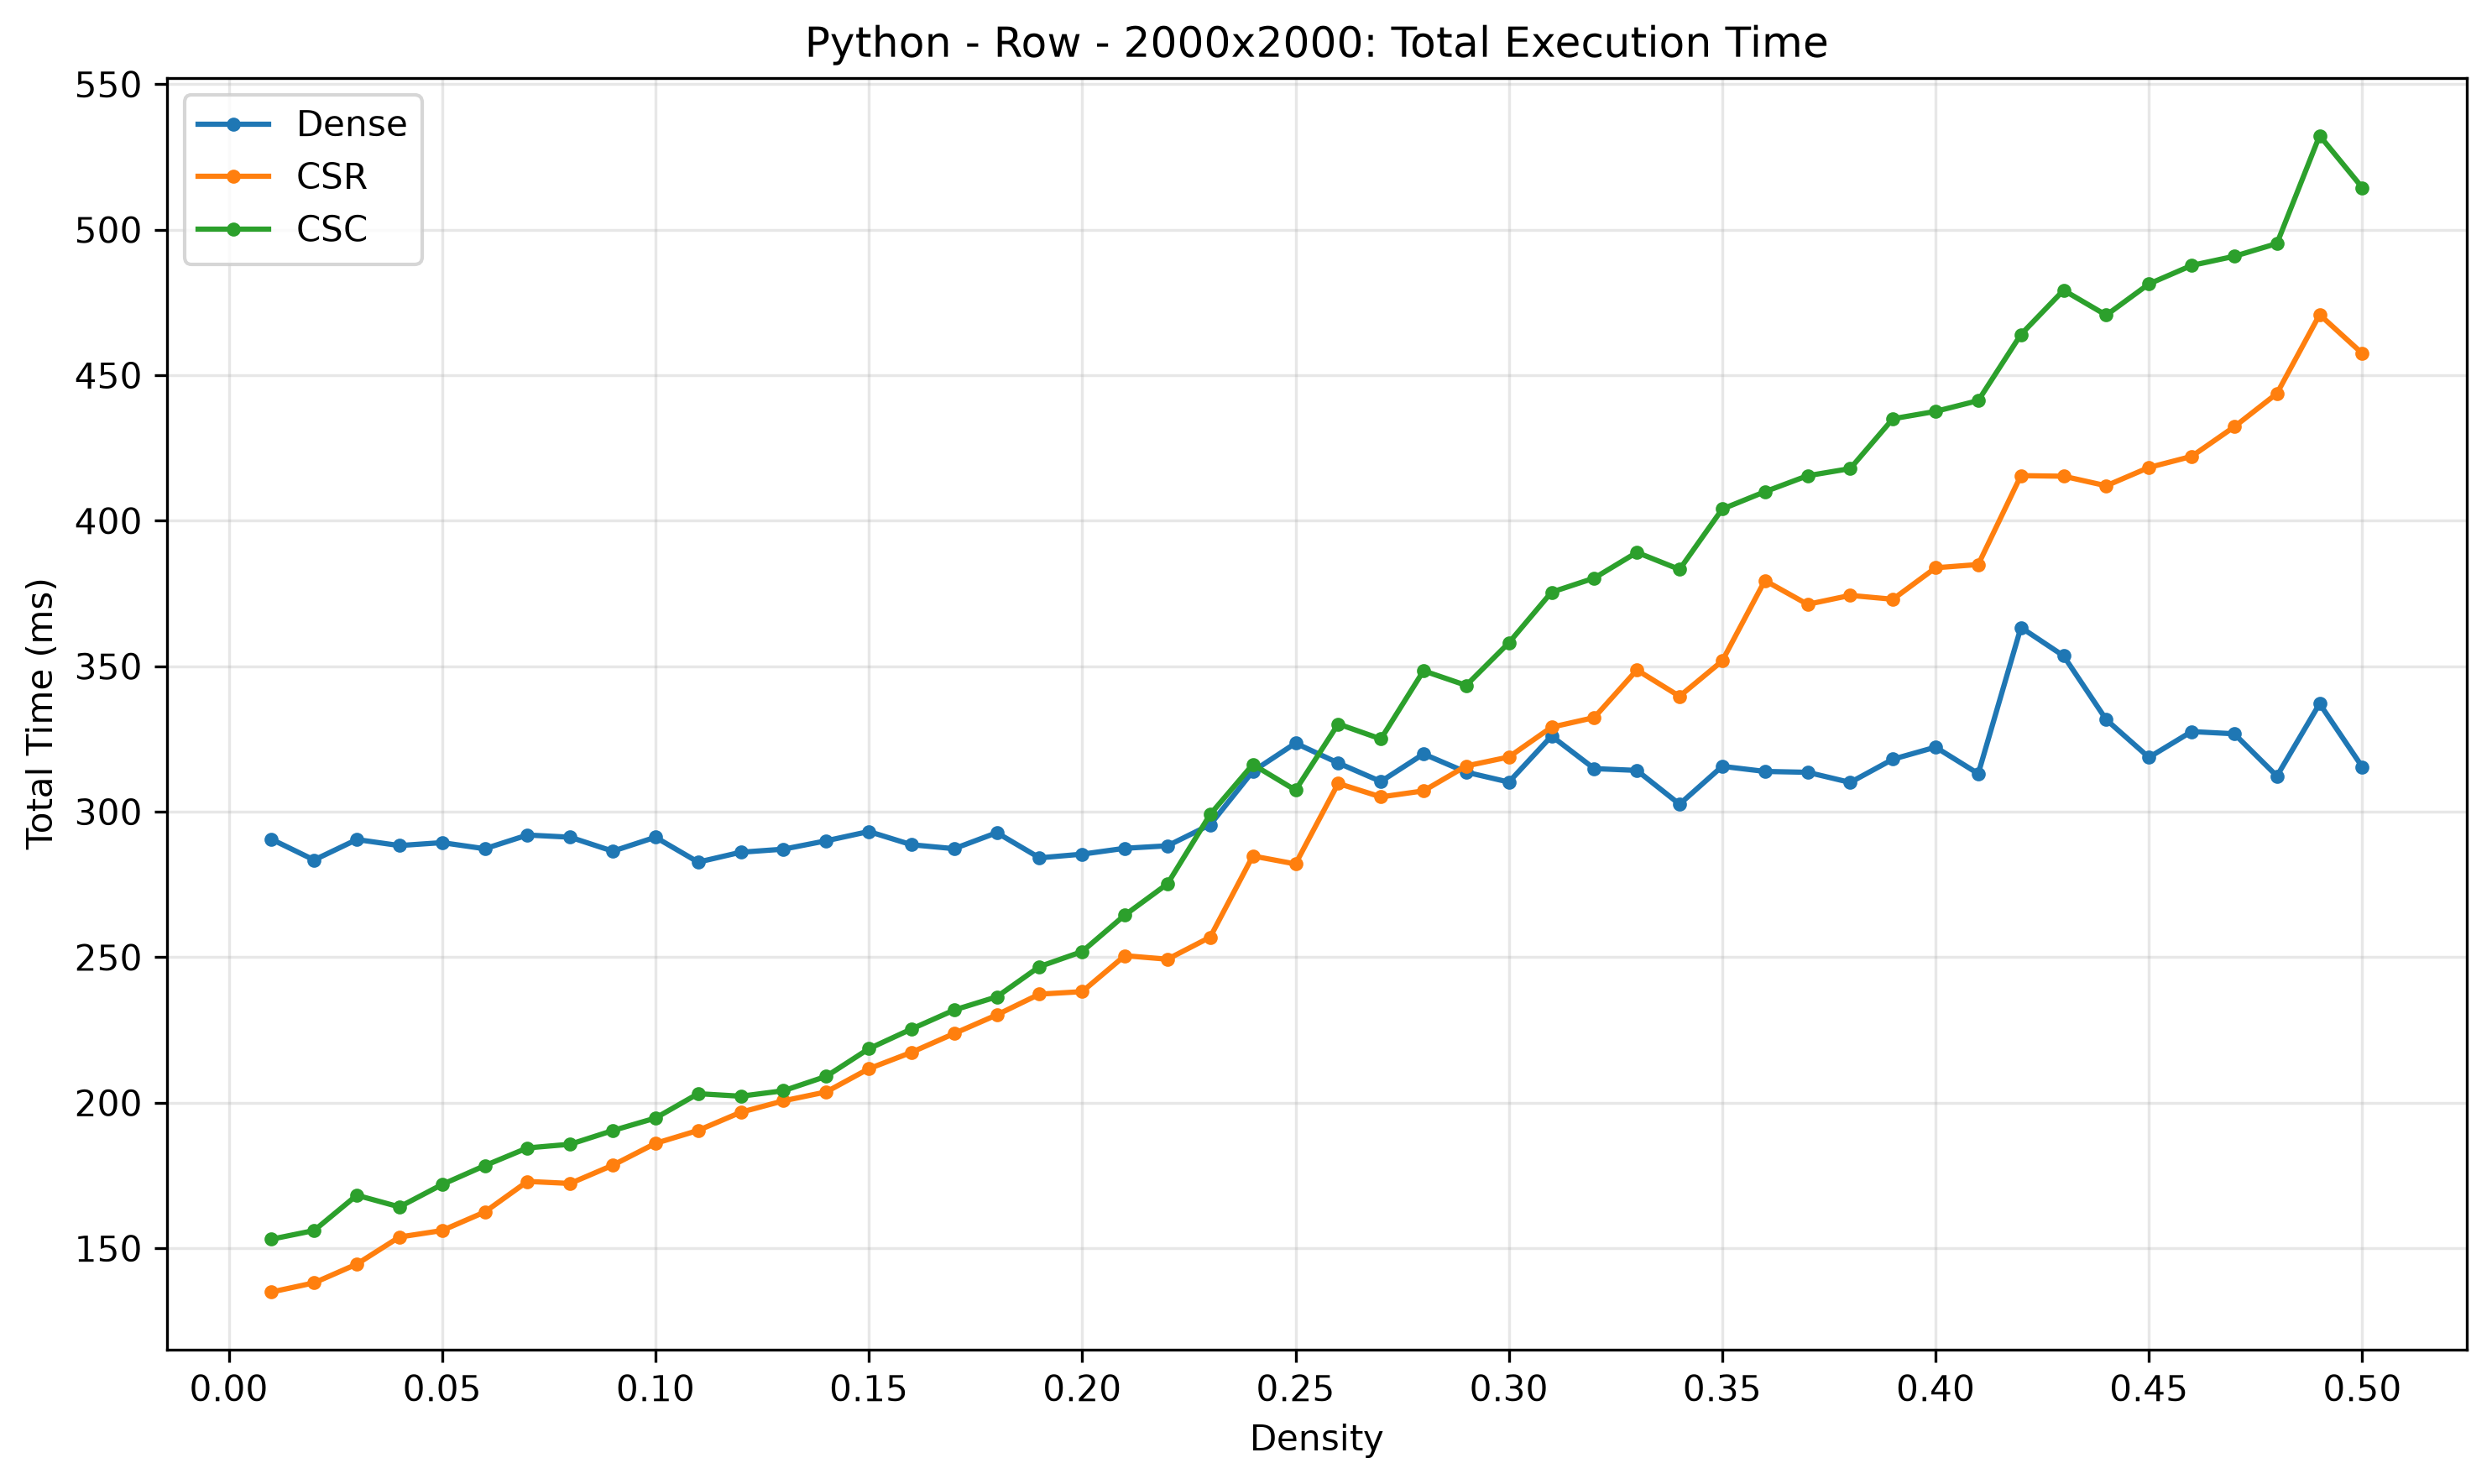 Python - Row - 2000x2000: Total Execution Time
Dense
CSR
CSC
Total Time (ms)
550
500
450
400
350
300
250
200
150
0.00 0.05 0.10 0.15 0.20 0.25 0.30 0.35 0.40 0.45 0.50
Density